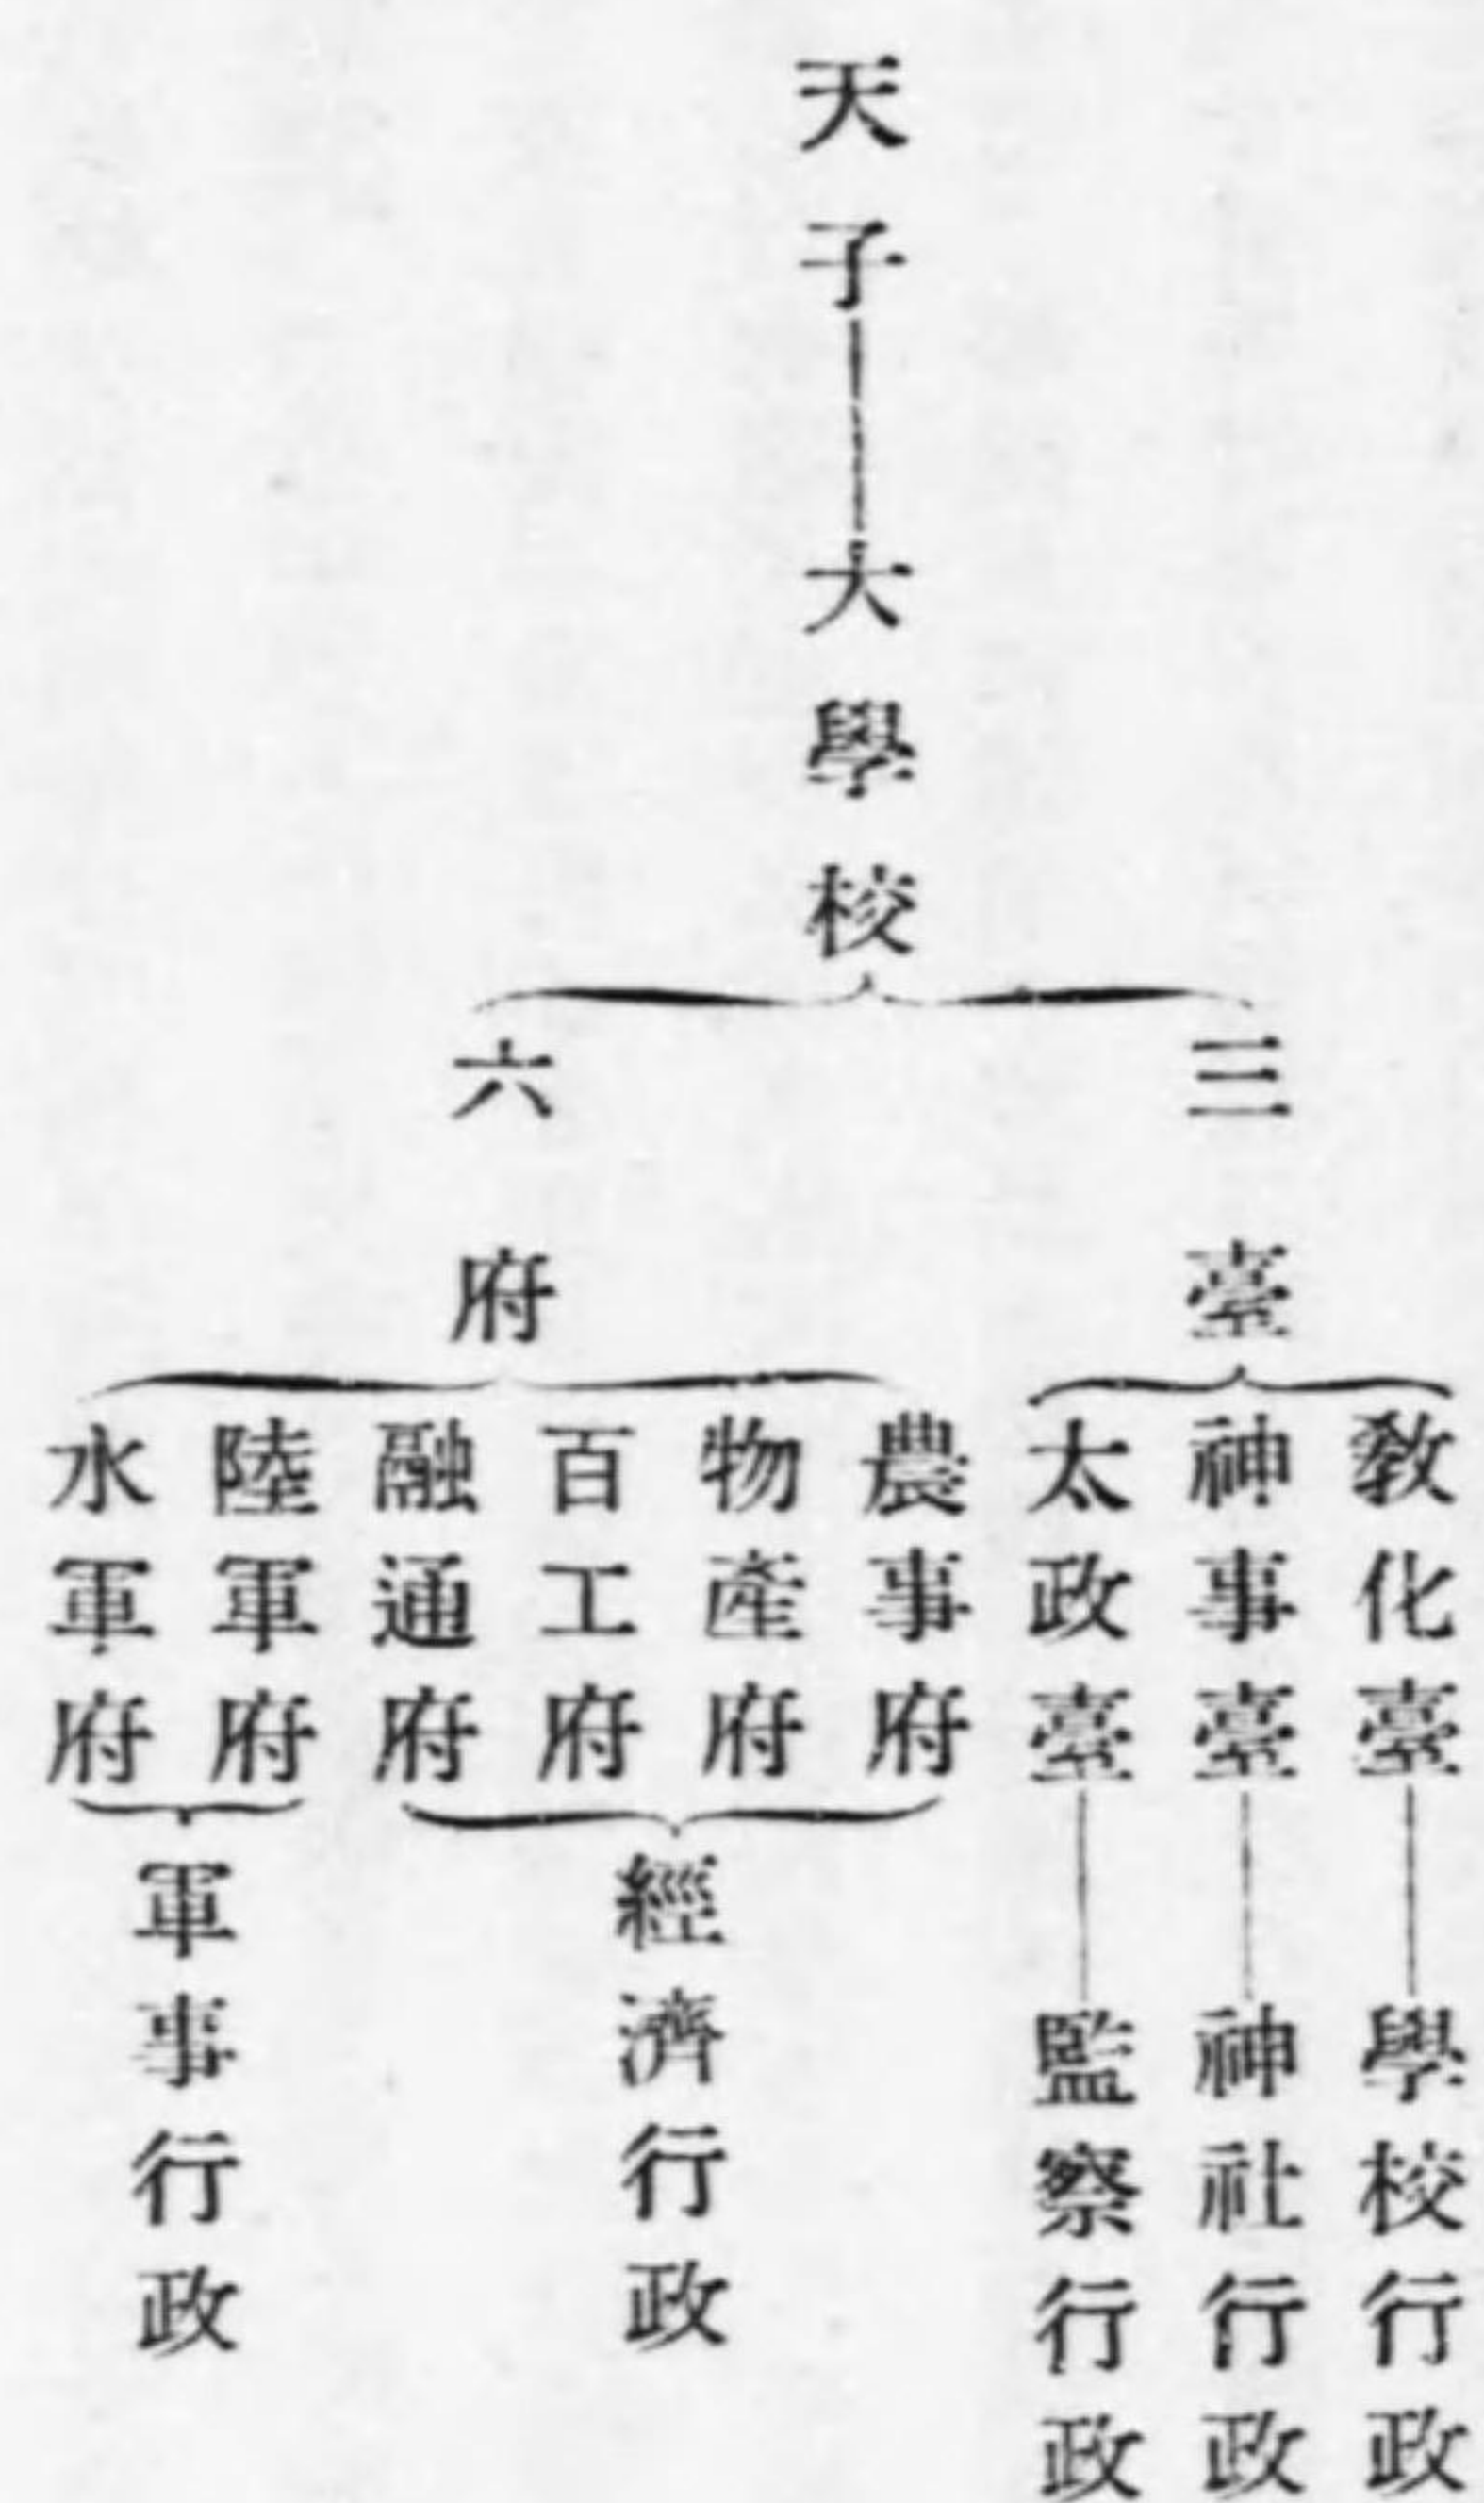 天子
大學校
三臺
六府
敎化臺
神事臺
太政臺
農事府
物產府
百工府
融通府
陸軍府
水軍府
學校行政
神社行政
監察行政
經濟行政
軍事行政